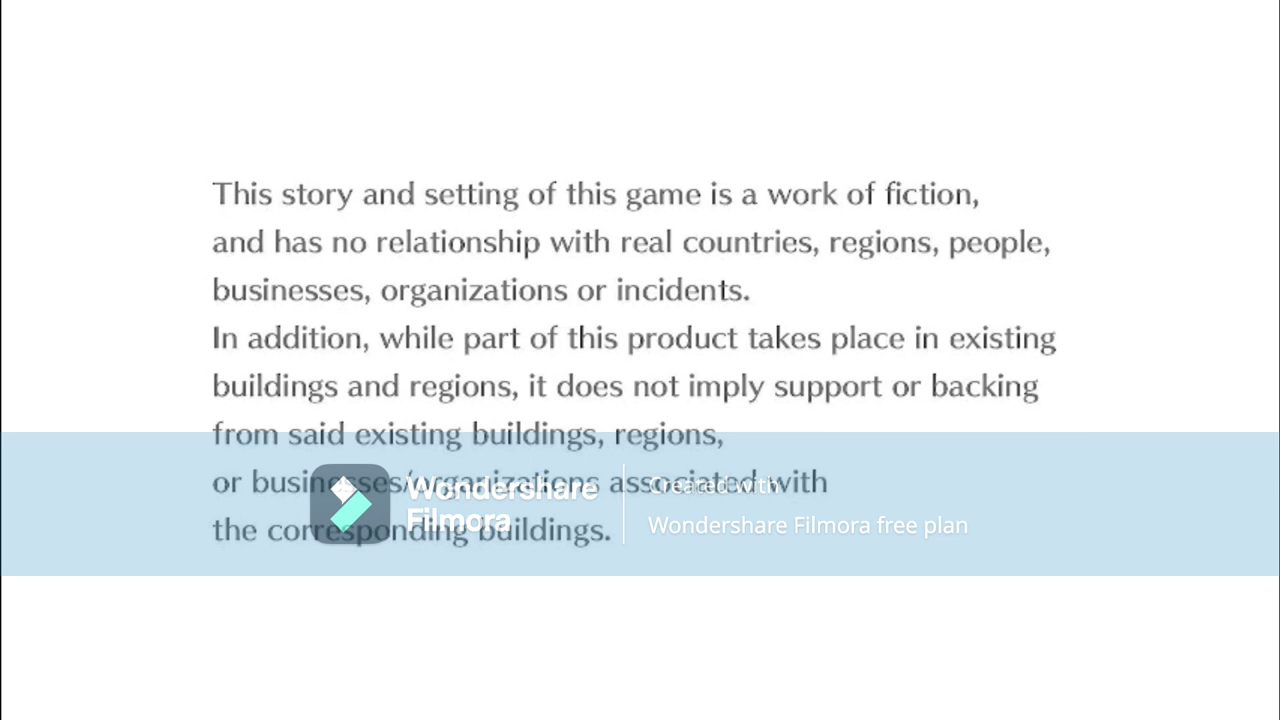 This story and setting of this game is a work of fiction,
and has no relationship with real countries, regions, people,
businesses, organizations or incidents.
In addition, while part of this product takes place in existing
buildings and regions, it does not imply support or backing
from said existing buildings, regions,
or businesses/organizations associated with
the corresponding buildings.
Wondershare
Filmora
Created with
Wondershare Filmora free plan